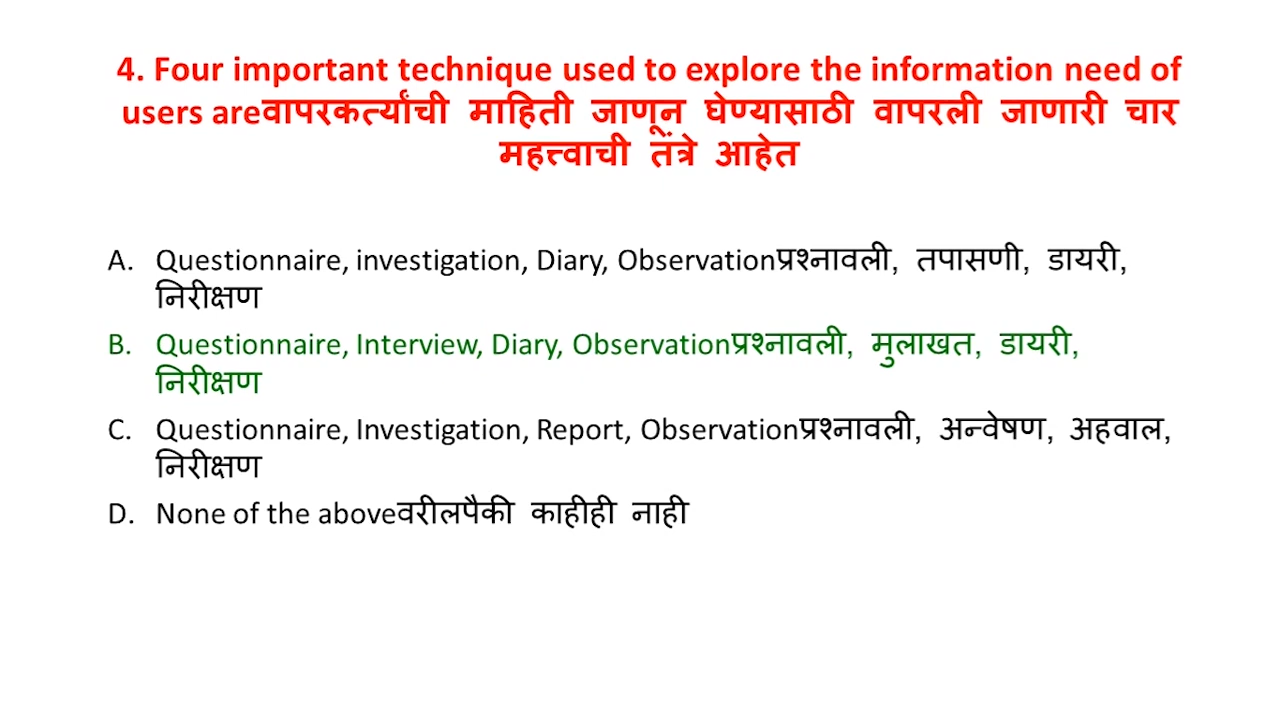 4. Four important technique used to explore the information need of
users areवापरकर्त्यांची माहिती जाणून घेण्यासाठी वापरली जाणारी चार
महत्त्वाची तंत्रे आहेत
A. Questionnaire, investigation, Diary, Observationप्रश्नावली, तपासणी, डायरी,
निरीक्षण
B. Questionnaire, Interview, Diary, Observationप्रश्नावली, मुलाखत, डायरी,
निरीक्षण
C. Questionnaire, Investigation, Report, Observationप्रश्नावली, अन्वेषण, अहवाल,
निरीक्षण
D. None of the aboveवरीलपैकी काहीही नाही